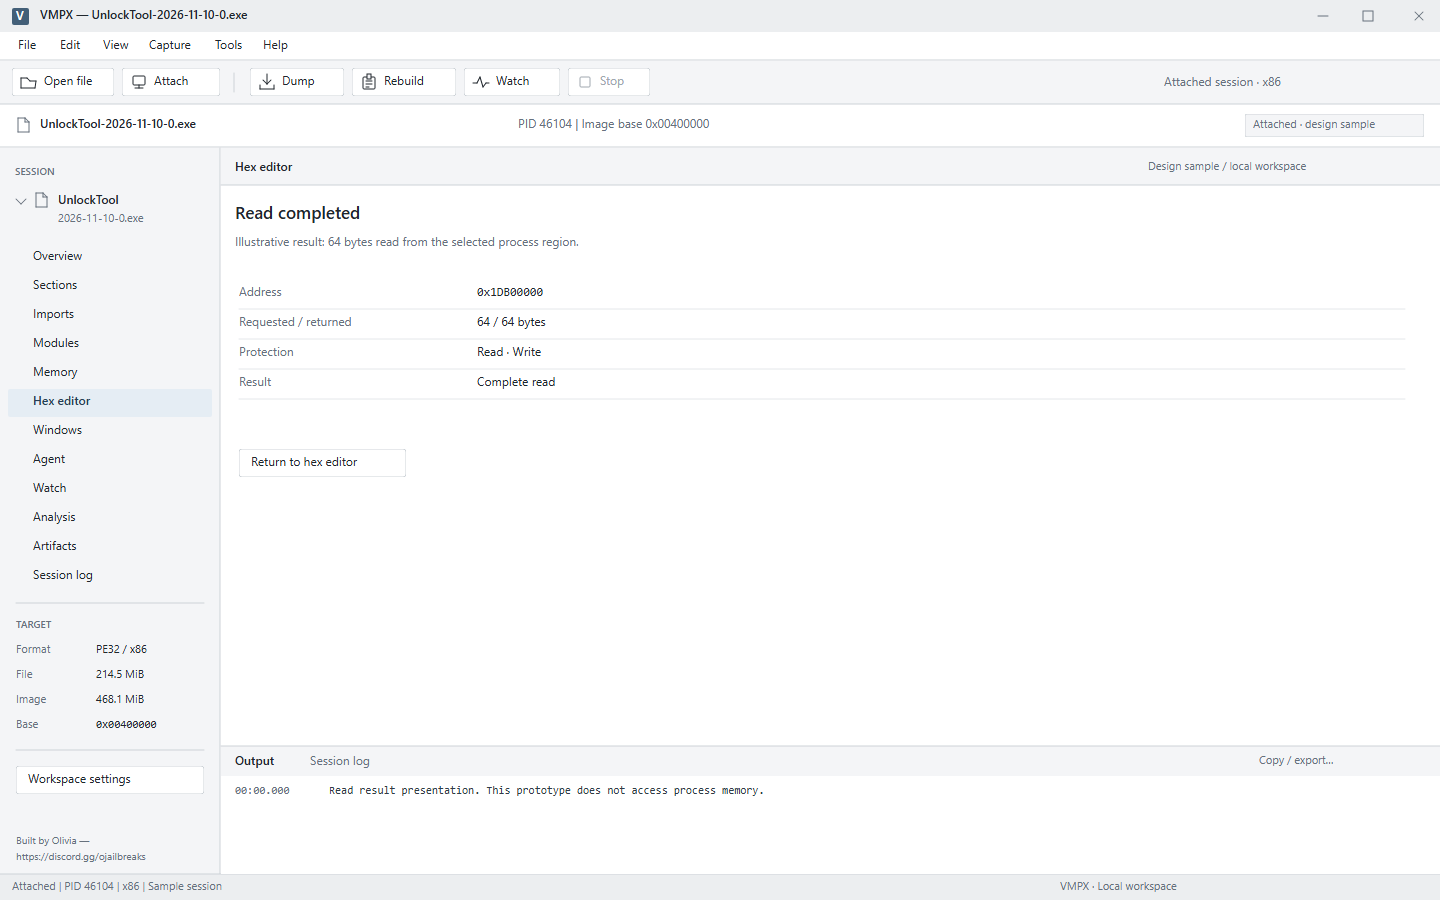 V VMPX — UnlockTool-2026-11-10-0.exe
File Edit View Capture Tools Help
Open file Attach Dump Rebuild Watch Stop Attached session · x86
UnlockTool-2026-11-10-0.exe PID 46104 | Image base 0x00400000 Attached · design sample
SESSION
UnlockTool
2026-11-10-0.exe
Overview
Sections
Imports
Modules
Memory
Hex editor
Windows
Agent
Watch
Analysis
Artifacts
Session log
TARGET
Format PE32 / x86
File 214.5 MiB
Image 468.1 MiB
Base 0x00400000
Workspace settings
Built by Olivia —
https://discord.gg/ojailbreaks
Hex editor Design sample / local workspace
Read completed
Illustrative result: 64 bytes read from the selected process region.
Address 0x1DB00000
Requested / returned 64 / 64 bytes
Protection Read · Write
Result Complete read
Return to hex editor
Output Session log Copy / export...
00:00.000 Read result presentation. This prototype does not access process memory.
Attached | PID 46104 | x86 | Sample session VMPX · Local workspace